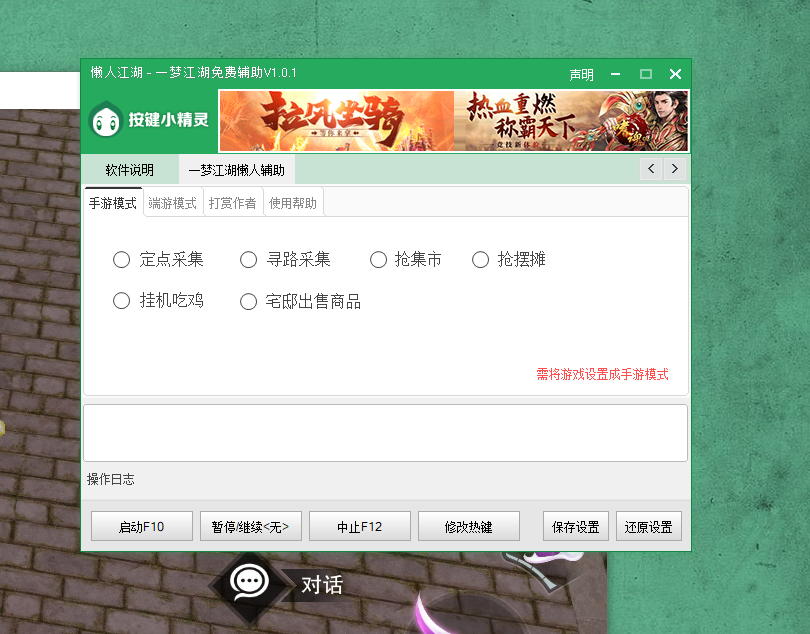 懒人江湖 - 一梦江湖免费辅助V1.0.1
声明
按键小精灵
拉风坐骑
等你来拿
热血重燃
称霸天下
竞技新体验
软件说明 一梦江湖懒人辅助
手游模式 端游模式 打赏作者 使用帮助
定点采集 寻路采集 抢集市 抢摆摊
挂机吃鸡 宅邸出售商品
需将游戏设置成手游模式
操作日志
启动F10 暂停/继续<无> 中止F12 修改热键 保存设置 还原设置
对话